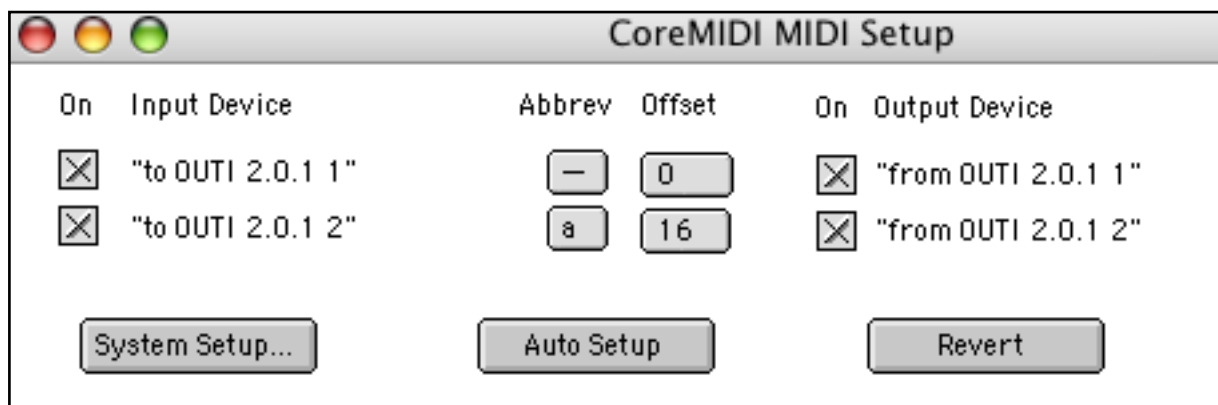 CoreMIDI MIDI Setup
On Input Device Abbrev Offset On Output Device
"to OUTI 2.0.1 1" — 0 "from OUTI 2.0.1 1"
"to OUTI 2.0.1 2" a 16 "from OUTI 2.0.1 2"
System Setup... Auto Setup Revert